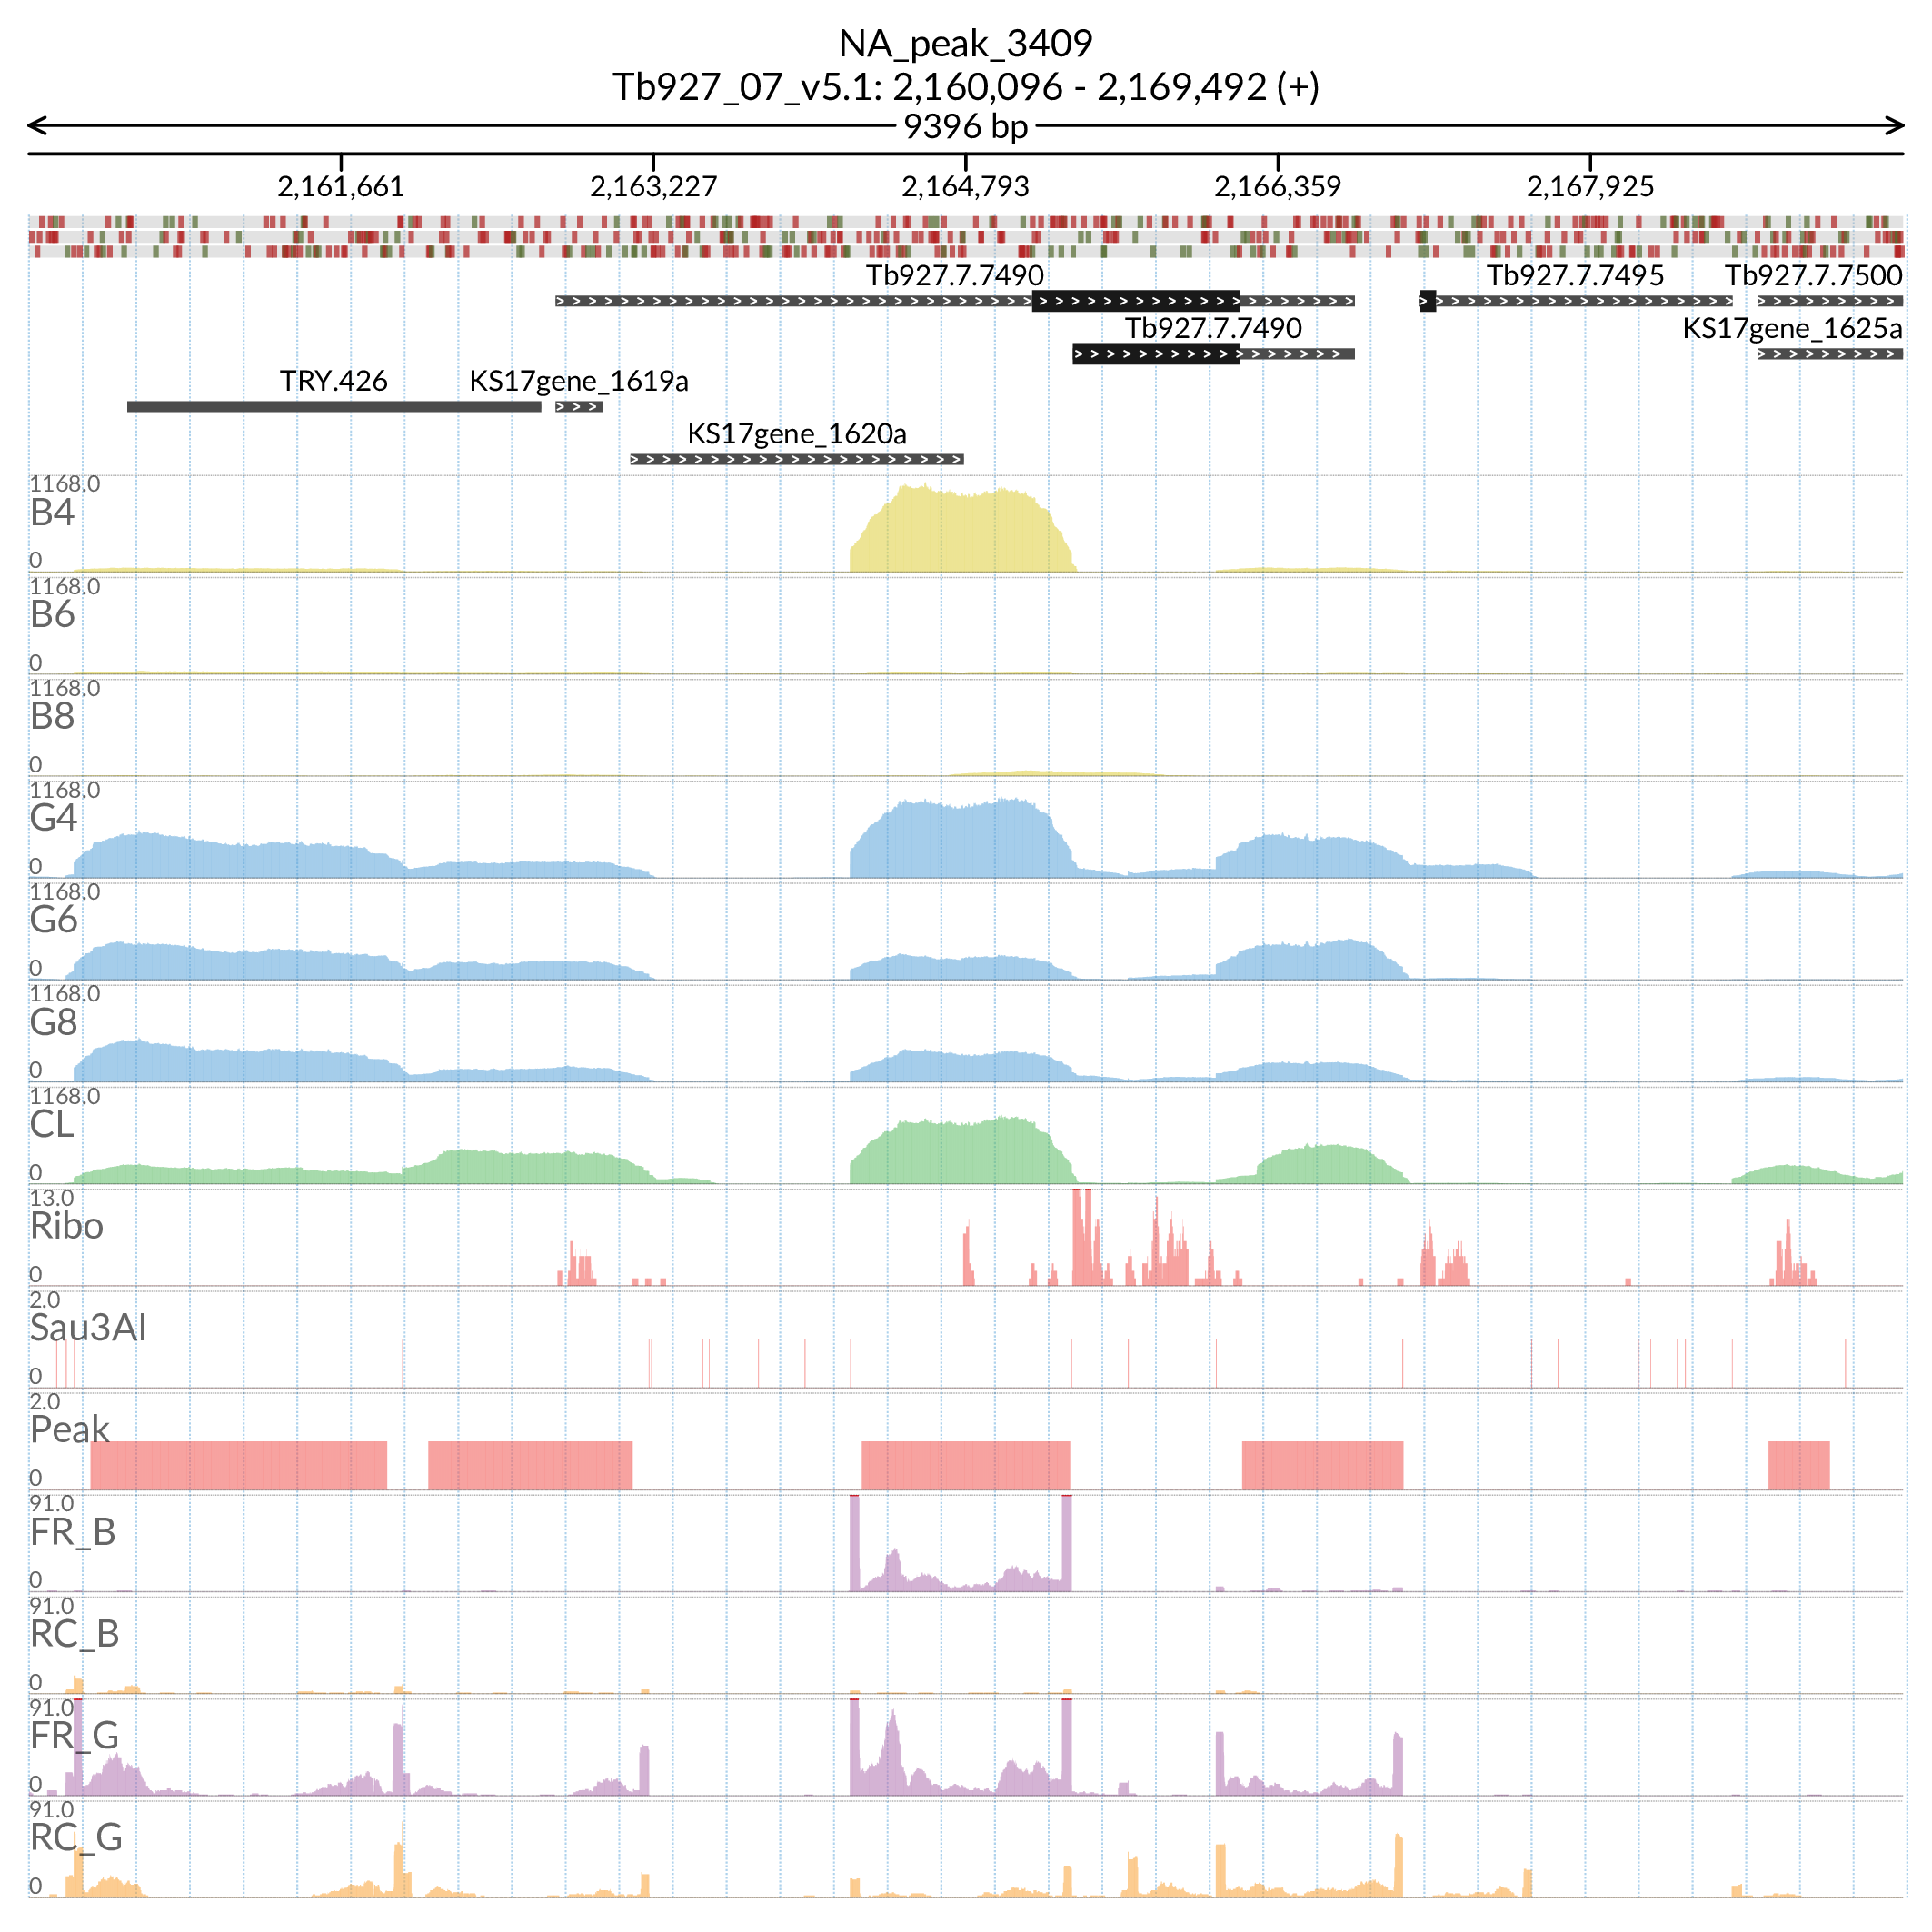 NA_peak_3409
Tb927_07_v5.1: 2,160,096 - 2,169,492 (+)
9396 bp
2,161,661 2,163,227 2,164,793 2,166,359 2,167,925
Tb927.7.7490 Tb927.7.7495 Tb927.7.7500
Tb927.7.7490 KS17gene_1625a
TRY.426 KS17gene_1619a
KS17gene_1620a
1168.0
B4
0
1168.0
B6
0
1168.0
B8
0
1168.0
G4
0
1168.0
G6
0
1168.0
G8
0
1168.0
CL
0
13.0
Ribo
0
2.0
Sau3AI
0
2.0
Peak
0
91.0
FR_B
0
91.0
RC_B
0
91.0
FR_G
0
91.0
RC_G
0